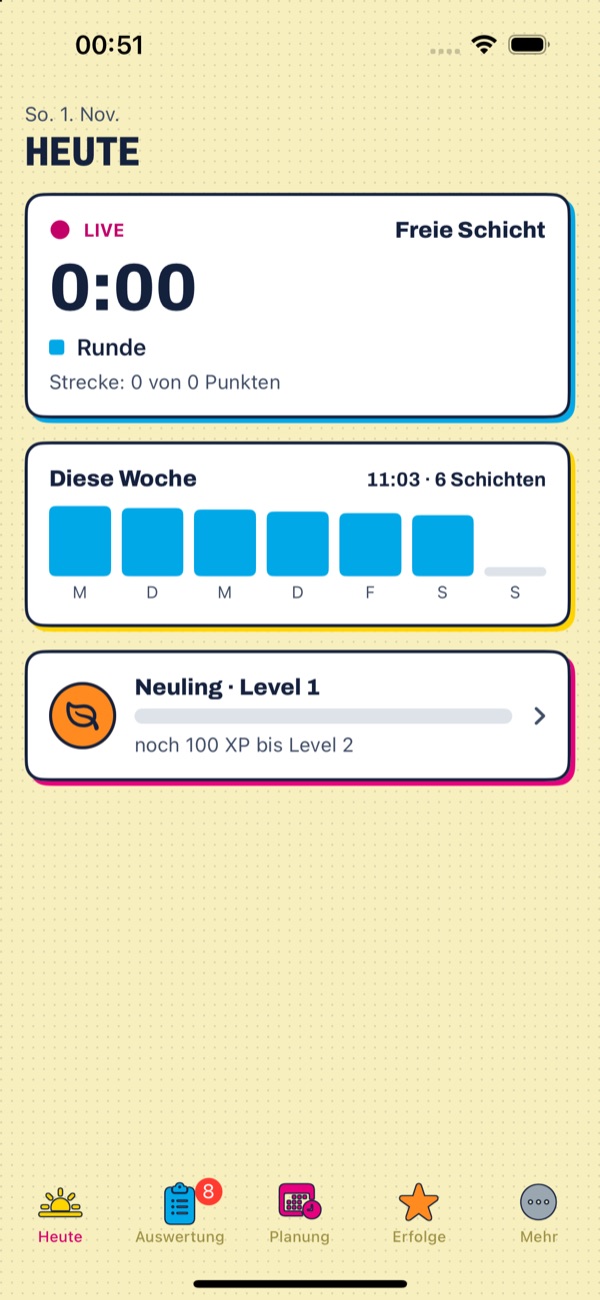 00:51
So. 1. Nov.
HEUTE
LIVE
Freie Schicht
0:00
Runde
Strecke: 0 von 0 Punkten
Diese Woche
11:03 · 6 Schichten
M D M D F S S
Neuling · Level 1
noch 100 XP bis Level 2
8
Heute Auswertung Planung Erfolge Mehr